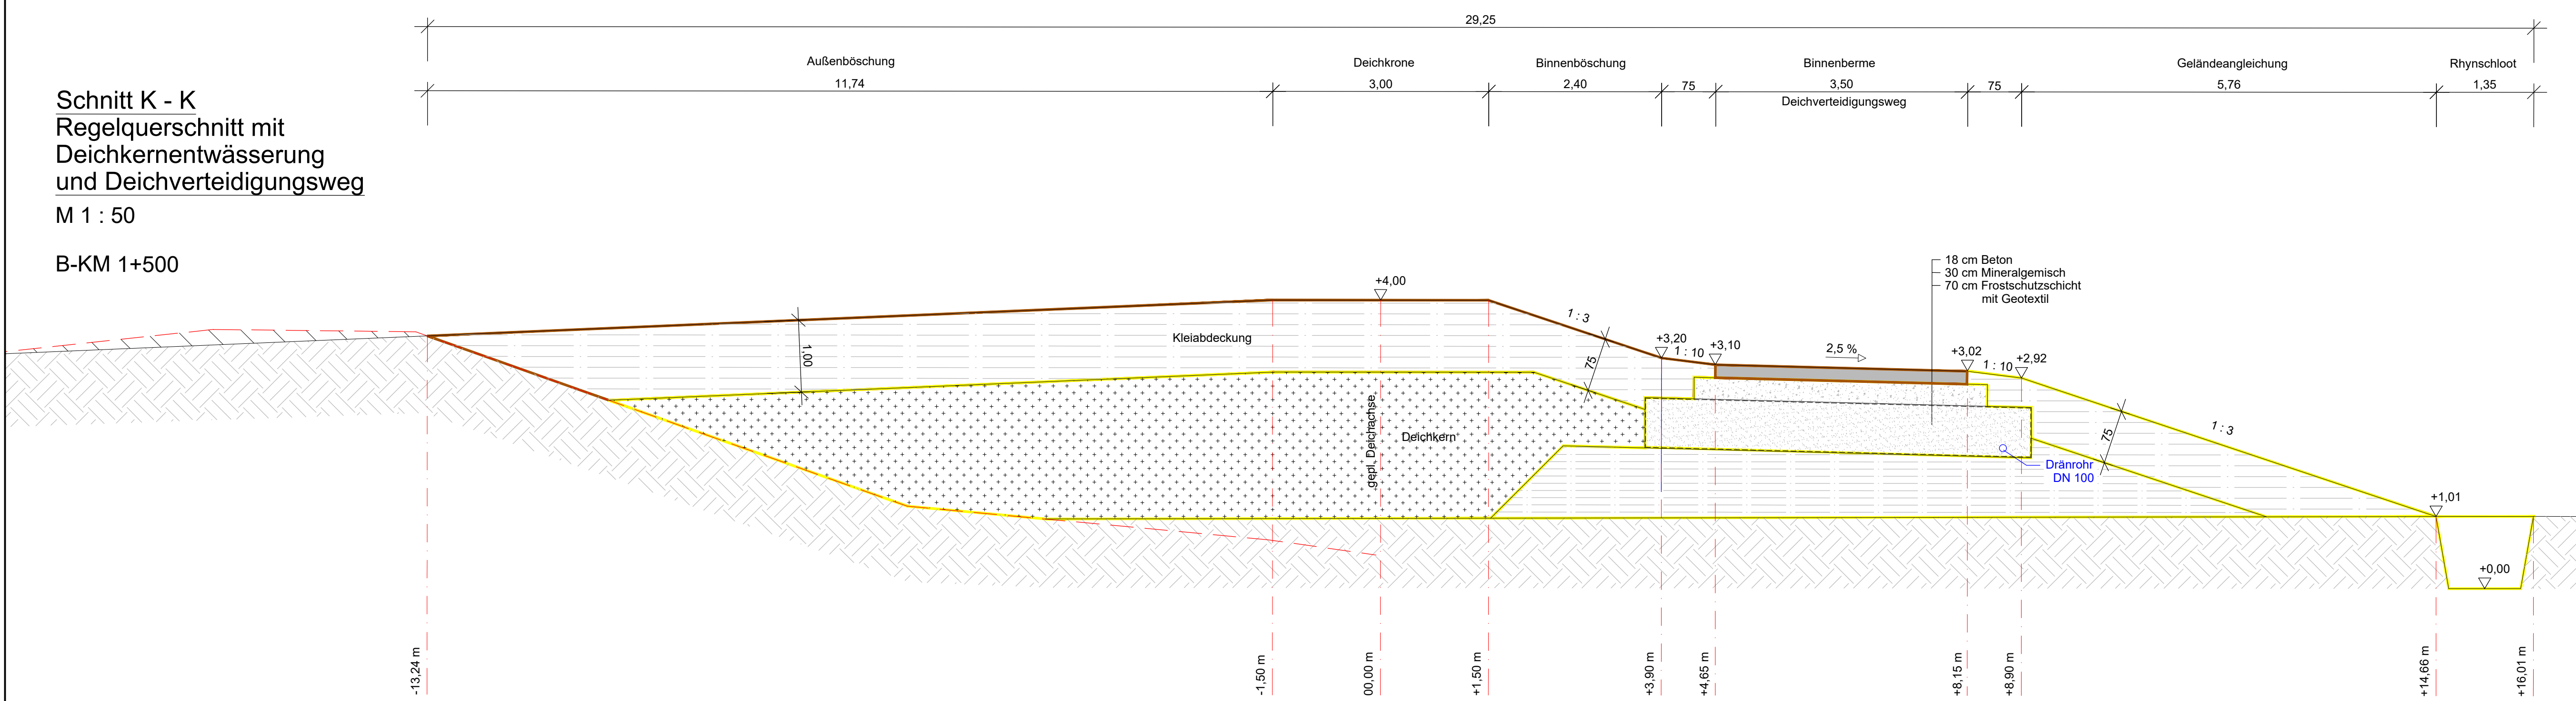 29,25
Außenböschung
Deichkrone
Binnenböschung
Binnenberme
Geländeangleichung
Rhynschloot
11,74
3,00
2,40
75
3,50
75
5,76
1,35
Deichverteidigungsweg
Schnitt K - K
Regelquerschnitt mit
Deichkernentwässerung
und Deichverteidigungsweg
M 1 : 50
B-KM 1+500
18 cm Beton
30 cm Mineralgemisch
70 cm Frostschutzschicht
mit Geotextil
+4,00
1 : 3
Kleiabdeckung
1,00
75
+3,20
1 : 10
+3,10
2,5 %
+3,02
1 : 10
+2,92
gepl. Deichachse
Deichkern
75
1 : 3
Dränrohr
DN 100
+1,01
+0,00
-13,24 m
-1,50 m
00,00 m
+1,50 m
+3,90 m
+4,65 m
+8,15 m
+8,90 m
+14,66 m
+16,01 m